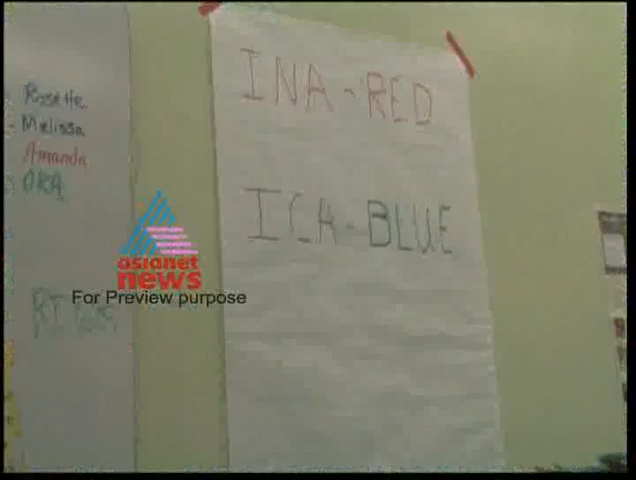 Rosette
- Melissa
Amanda
ORA
INA - RED
ICA - BLUE
asianet
news
For Preview purpose